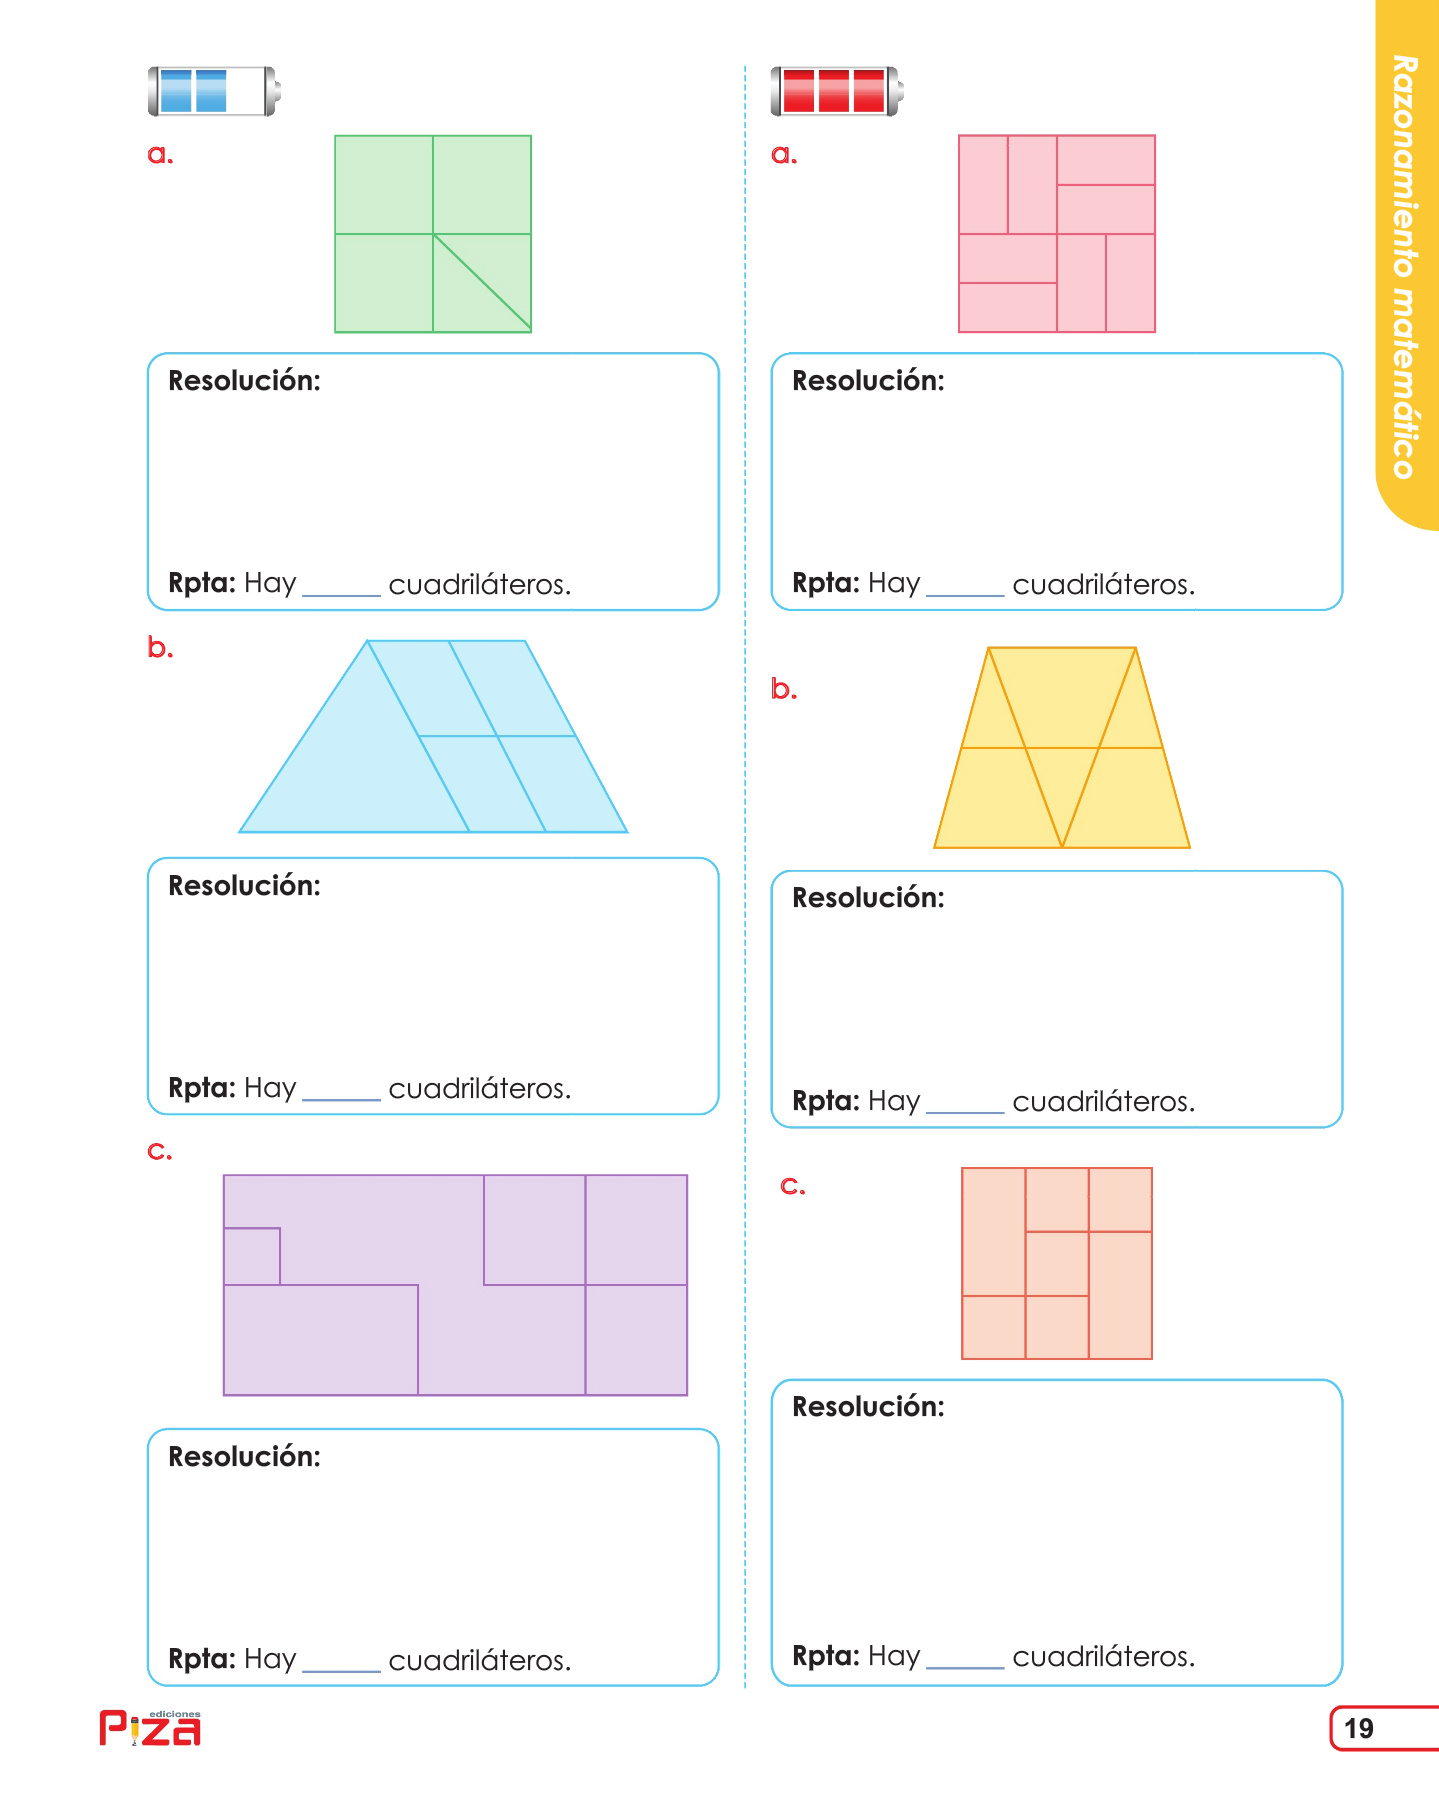 a.
Resolución:
Rpta: Hay ______ cuadriláteros.
b.
Resolución:
Rpta: Hay ______ cuadriláteros.
c.
Resolución:
Rpta: Hay ______ cuadriláteros.
a.
Resolución:
Rpta: Hay ______ cuadriláteros.
b.
Resolución:
Rpta: Hay ______ cuadriláteros.
c.
Resolución:
Rpta: Hay ______ cuadriláteros.
Razonamiento matemático
ediciones
Piza
19